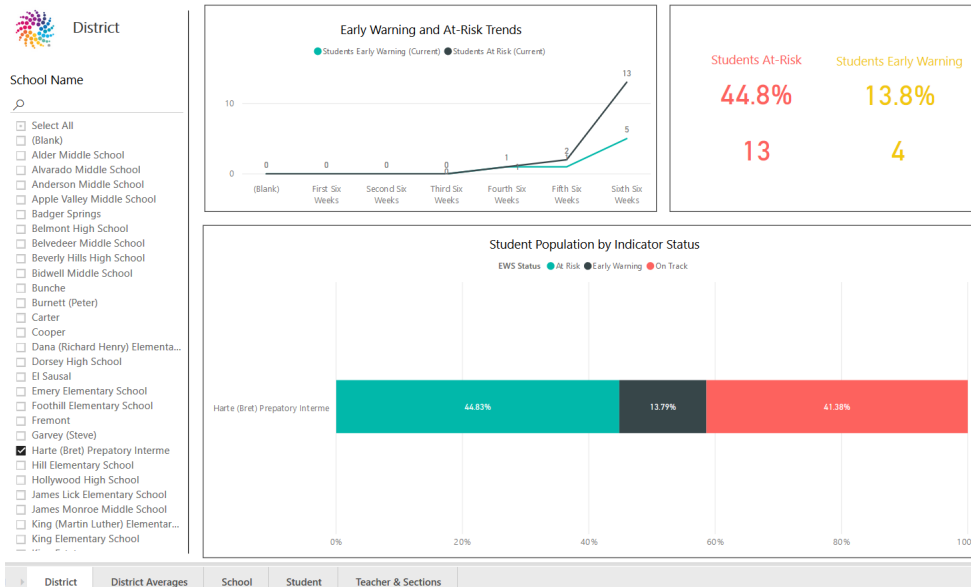 District
School Name
Select All
(Blank)
Alder Middle School
Alvarado Middle School
Anderson Middle School
Apple Valley Middle School
Badger Springs
Belmont High School
Belvedeer Middle School
Beverly Hills High School
Bidwell Middle School
Bunche
Burnett (Peter)
Carter
Cooper
Dana (Richard Henry) Elementa...
Dorsey High School
El Sausal
Emery Elementary School
Foothill Elementary School
Fremont
Garvey (Steve)
Harte (Bret) Prepatory Interme
Hill Elementary School
Hollywood High School
James Lick Elementary School
James Monroe Middle School
King (Martin Luther) Elementar...
King Elementary School
Early Warning and At-Risk Trends
Students Early Warning (Current) Students At Risk (Current)
13
10
5
0 0 0 0 1 2
0
0
(Blank) First Six Weeks Second Six Weeks Third Six Weeks Fourth Six Weeks Fifth Six Weeks Sixth Six Weeks
Students At-Risk Students Early Warning
44.8% 13.8%
13 4
Student Population by Indicator Status
EWS Status At Risk Early Warning On Track
Harte (Bret) Prepatory Interme 44.83% 13.79% 41.38%
0% 20% 40% 60% 80% 100
District District Averages School Student Teacher & Sections